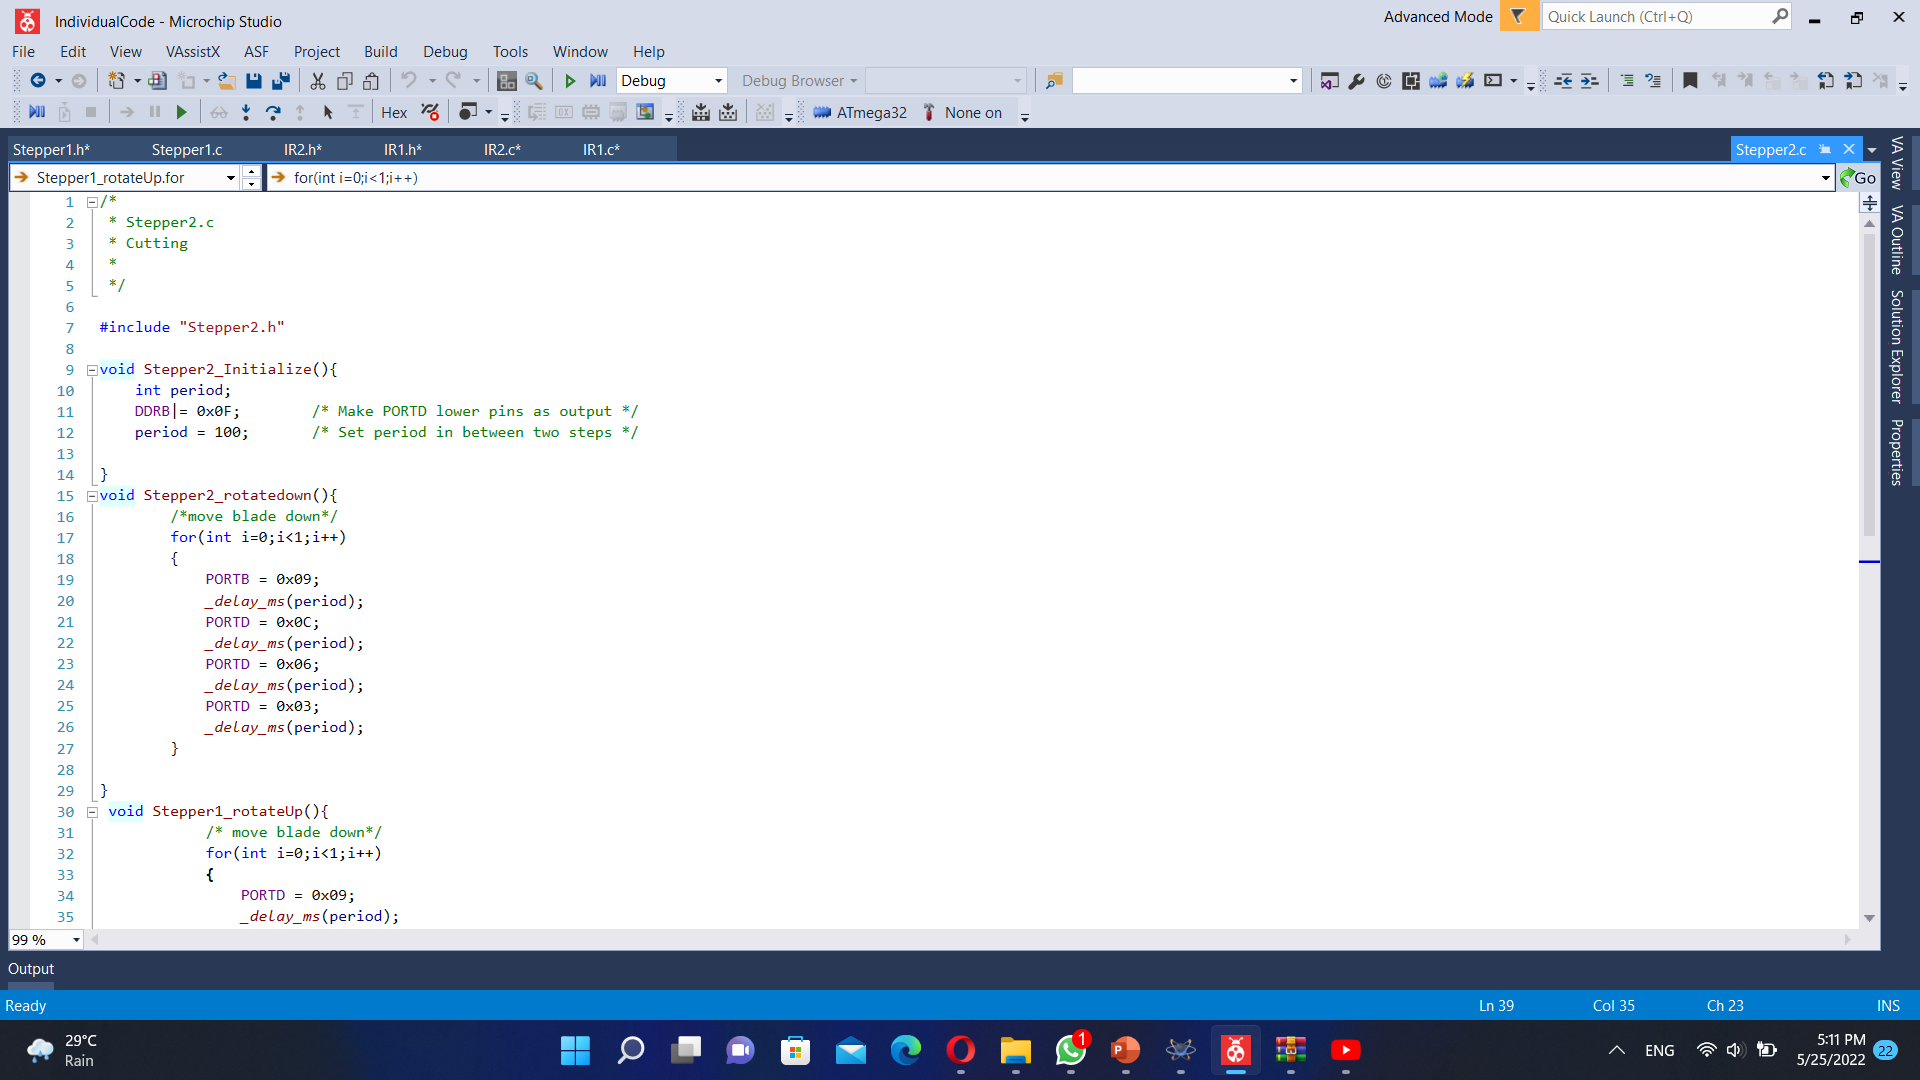 IndividualCode - Microchip Studio
Advanced Mode
Quick Launch (Ctrl+Q)
File Edit View VAssistX ASF Project Build Debug Tools Window Help
Debug Debug Browser
Hex ATmega32 None on
Stepper1.h* Stepper1.c IR2.h* IR1.h* IR2.c* IR1.c* Stepper2.c
Stepper1_rotateUp.for for(int i=0;i<1;i++) Go
1 /*
2 * Stepper2.c
3 * Cutting
4 *
5 */
6
7 #include "Stepper2.h"
8
9 void Stepper2_Initialize(){
10 int period;
11 DDRB|= 0x0F; /* Make PORTD lower pins as output */
12 period = 100; /* Set period in between two steps */
13
14 }
15 void Stepper2_rotatedown(){
16 /*move blade down*/
17 for(int i=0;i<1;i++)
18 {
19 PORTB = 0x09;
20 _delay_ms(period);
21 PORTD = 0x0C;
22 _delay_ms(period);
23 PORTD = 0x06;
24 _delay_ms(period);
25 PORTD = 0x03;
26 _delay_ms(period);
27 }
28
29 }
30 void Stepper1_rotateUp(){
31 /* move blade down*/
32 for(int i=0;i<1;i++)
33 {
34 PORTD = 0x09;
35 _delay_ms(period);
99 %
VA View
VA Outline
Solution Explorer
Properties
Output
Ready Ln 39 Col 35 Ch 23 INS
29°C
Rain
1
ENG
5:11 PM
5/25/2022
22